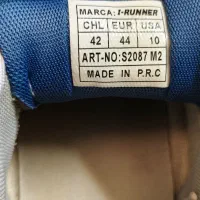 MARCA: I-RUNNER
CHL EUR USA
42 44 10
ART-NO:S2087 M2
MADE IN P.R.C